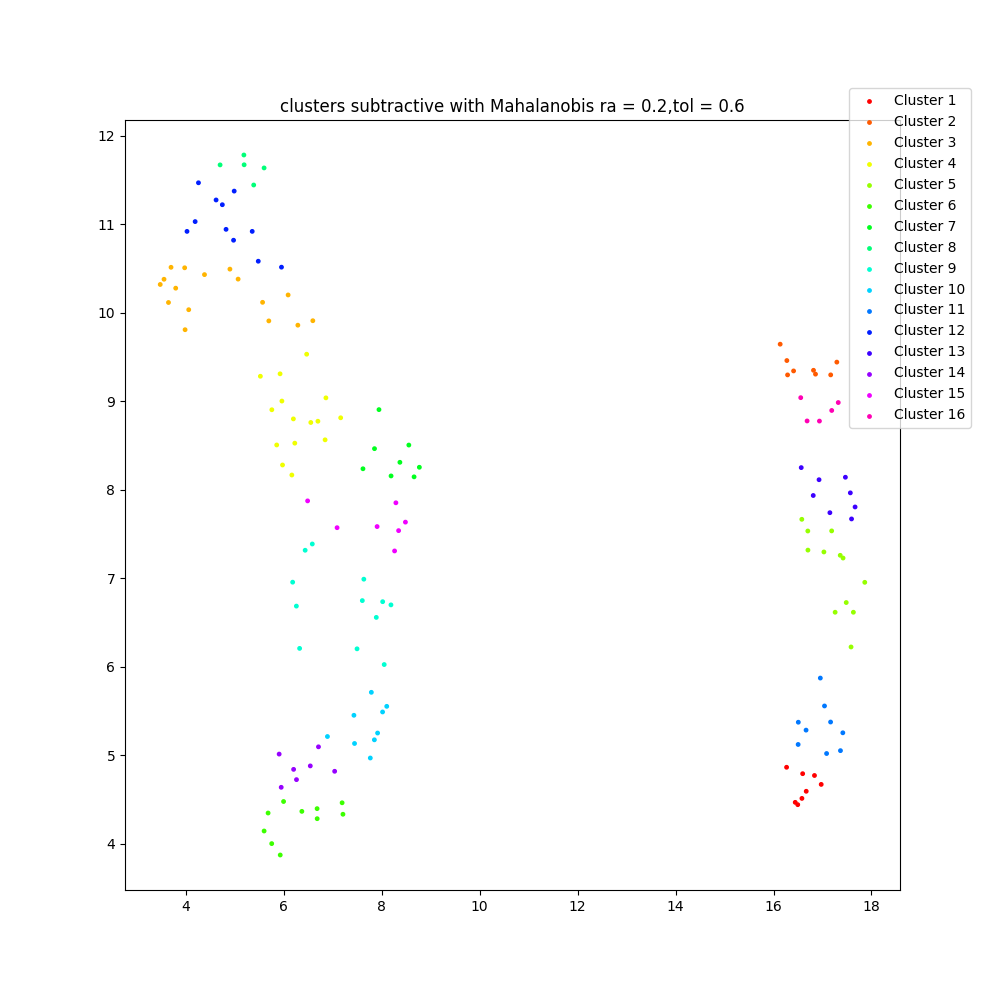 clusters subtractive with Mahalanobis ra = 0.2,tol = 0.6
Cluster 1
Cluster 2
Cluster 3
Cluster 4
Cluster 5
Cluster 6
Cluster 7
Cluster 8
Cluster 9
Cluster 10
Cluster 11
Cluster 12
Cluster 13
Cluster 14
Cluster 15
Cluster 16
12
11
10
9
8
7
6
5
4
4 6 8 10 12 14 16 18